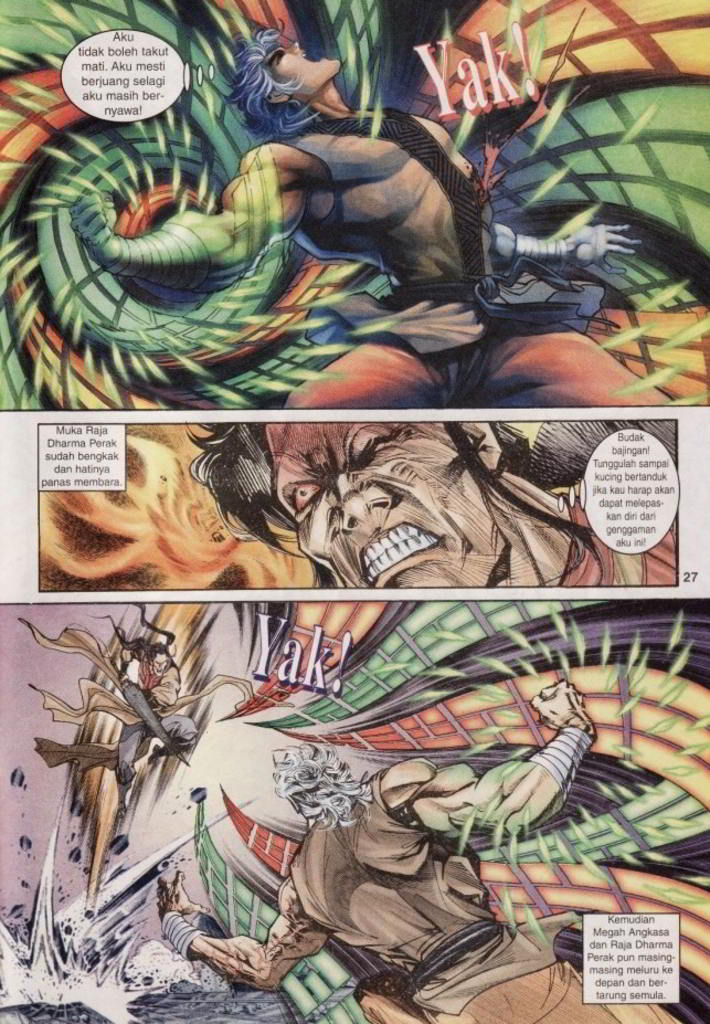 Aku
tidak boleh takut
mati. Aku mesti
berjuang selagi
aku masih ber-
nyawa!
Yak!
Muka Raja
Dharma Perak
sudah bengkak
dan hatinya
panas membara.
Budak
bajingan!
Tunggulah sampai
kucing bertanduk
jika kau harap akan
dapat melepas-
kan diri dari
genggaman
aku ini!
27
Yak!
Kemudian
Megah Angkasa
dan Raja Dharma
Perak pun masing-
masing meluru ke
depan dan ber-
tarung semula.